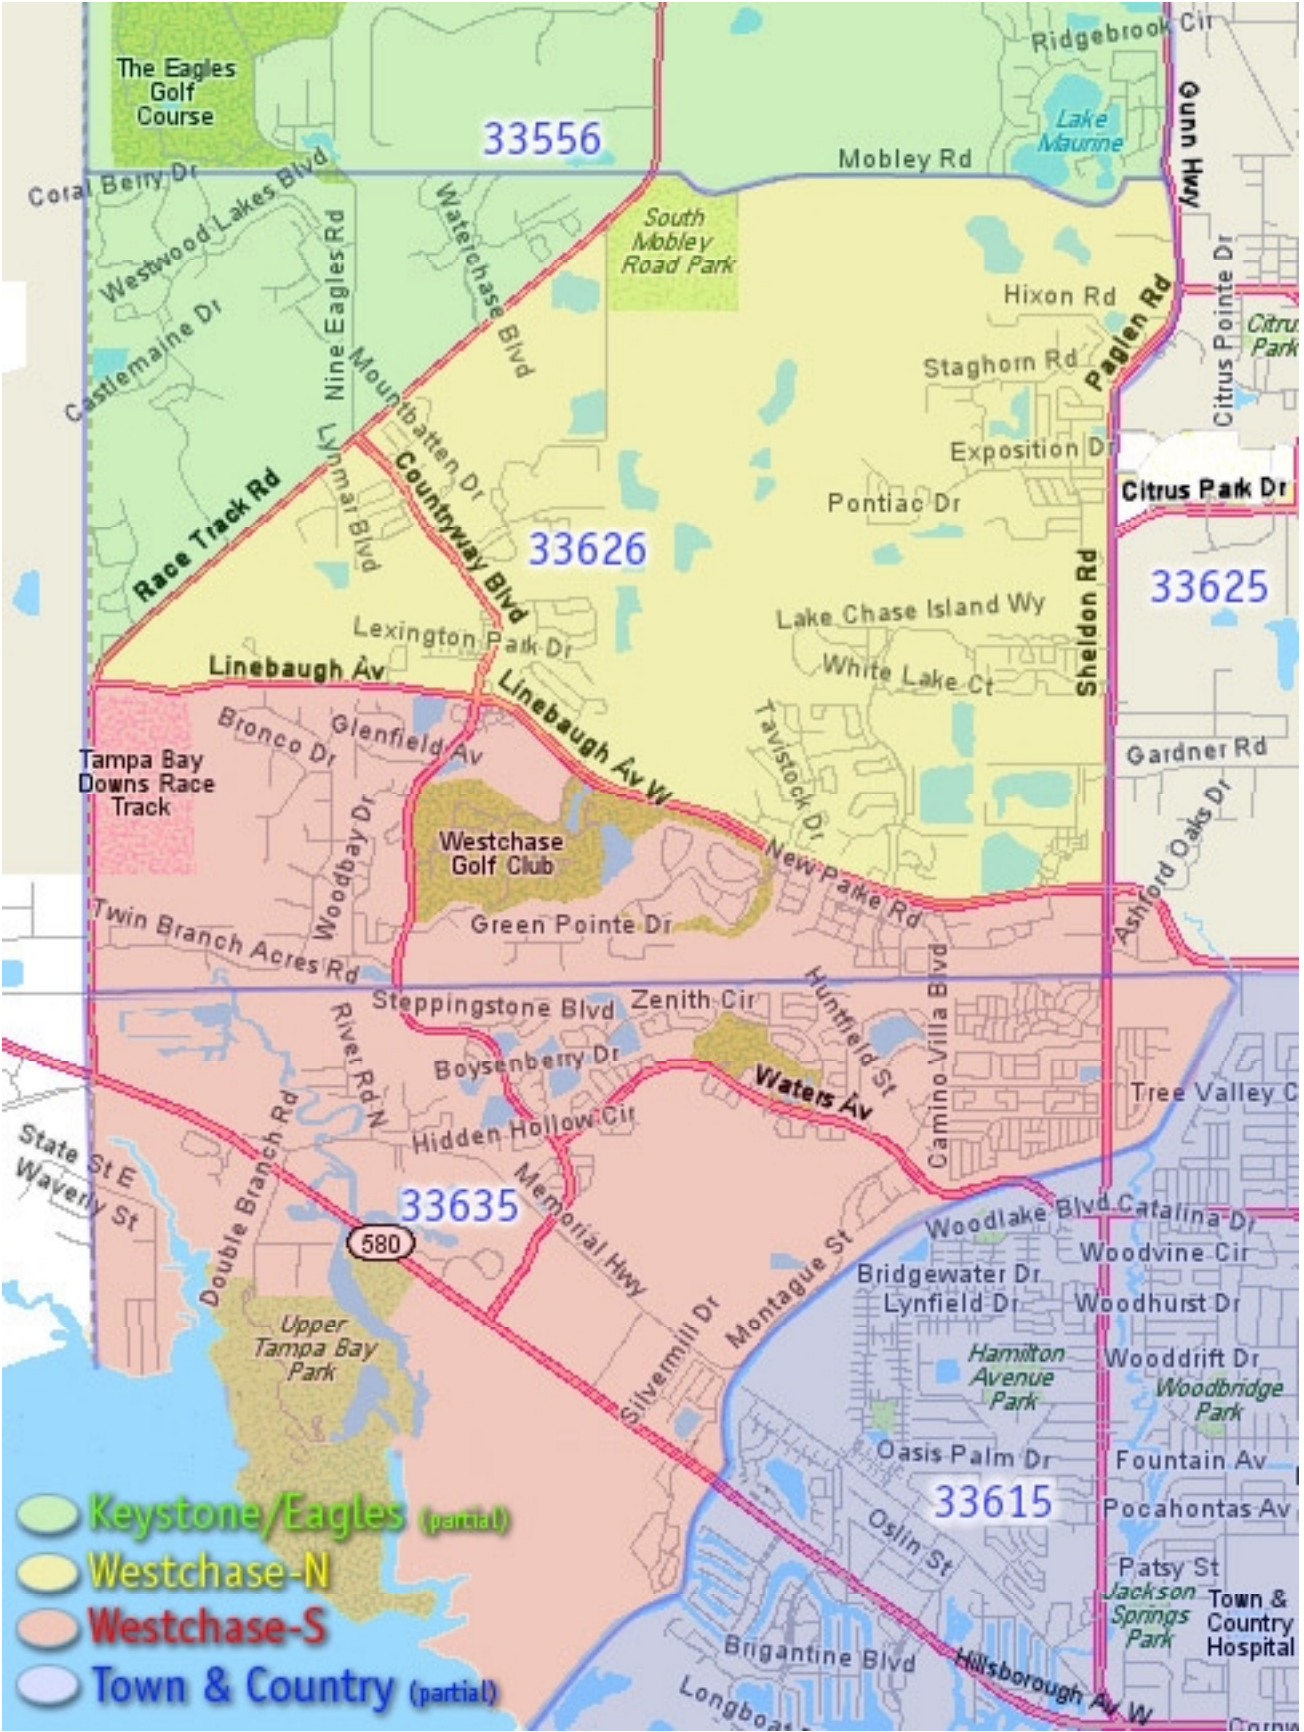 Ridgebrook Cir
The Eagles
Golf
Course
Gunn Hwy
33556
Lake
Maurine
Mobley Rd
Coral Berry Dr
Westwood Lakes Blvd
Waterchase Blvd
South
Mobley
Road Park
Nine Eagles Rd
Citrus Pointe Dr
Hixon Rd
Paglen Rd
Citru
Park
Castlemaine Dr
Mountbatten Dr
Staghorn Rd
Lynmar Blvd
Countryway Blvd
Exposition Dr
Race Track Rd
Pontiac Dr
Citrus Park Dr
33626
33625
Sheldon Rd
Lake Chase Island Wy
Lexington Park Dr
Linebaugh Av
White Lake Ct
Linebaugh Av W
Bronco Dr
Glenfield Av
Tavistock Dr
Gardner Rd
Tampa Bay
Downs Race
Track
Woodbay Dr
Westchase
Golf Club
Ashford Oaks Dr
New Parke Rd
Green Pointe Dr
Twin Branch Acres Rd
Camino Villa Blvd
Huntfield St
Steppingstone Blvd
Zenith Cir
River Rd N
Boysenberry Dr
Waters Av
Tree Valley C
Double Branch Rd
Hidden Hollow Cir
State St E
Waverly St
Memorial Hwy
33635
580
Woodlake Blvd
Catalina Dr
Montague St
Woodvine Cir
Bridgewater Dr
Lynfield Dr
Woodhurst Dr
Silvermill Dr
Upper
Tampa Bay
Park
Hamilton
Avenue
Park
Wooddrift Dr
Woodbridge
Park
Oasis Palm Dr
Fountain Av
33615
Pocahontas Av
Keystone/Eagles (partial)
Oslin St
Westchase-N
Patsy St
Jackson
Springs
Park
Town &
Country
Hospital
Westchase-S
Brigantine Blvd
Hillsborough Av W
Town & Country (partial)
Longboat